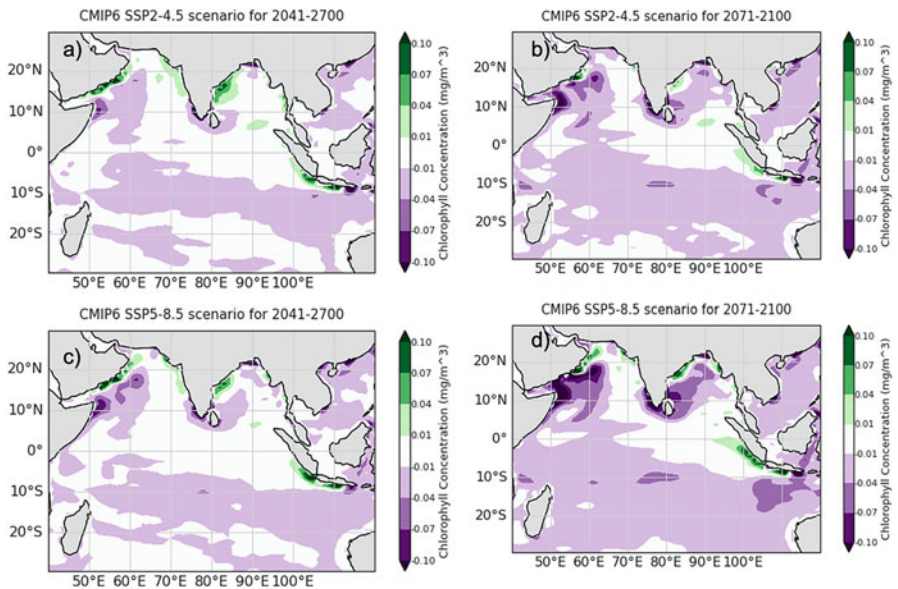 CMIP6 SSP2-4.5 scenario for 2041-2700
a)
20°N
10°N
0°
10°S
20°S
50°E 60°E 70°E 80°E 90°E 100°E
0.10
0.07
0.04
0.01
-0.01
-0.04
-0.07
-0.10
Chlorophyll Concentration (mg/m^3)
CMIP6 SSP2-4.5 scenario for 2071-2100
b)
20°N
10°N
0°
10°S
20°S
50°E 60°E 70°E 80°E 90°E 100°E
0.10
0.07
0.04
0.01
-0.01
-0.04
-0.07
-0.10
Chlorophyll Concentration (mg/m^3)
CMIP6 SSP5-8.5 scenario for 2041-2700
c)
20°N
10°N
0°
10°S
20°S
50°E 60°E 70°E 80°E 90°E 100°E
0.10
0.07
0.04
0.01
-0.01
-0.04
-0.07
-0.10
Chlorophyll Concentration (mg/m^3)
CMIP6 SSP5-8.5 scenario for 2071-2100
d)
20°N
10°N
0°
10°S
20°S
50°E 60°E 70°E 80°E 90°E 100°E
0.10
0.07
0.04
0.01
-0.01
-0.04
-0.07
-0.10
Chlorophyll Concentration (mg/m^3)